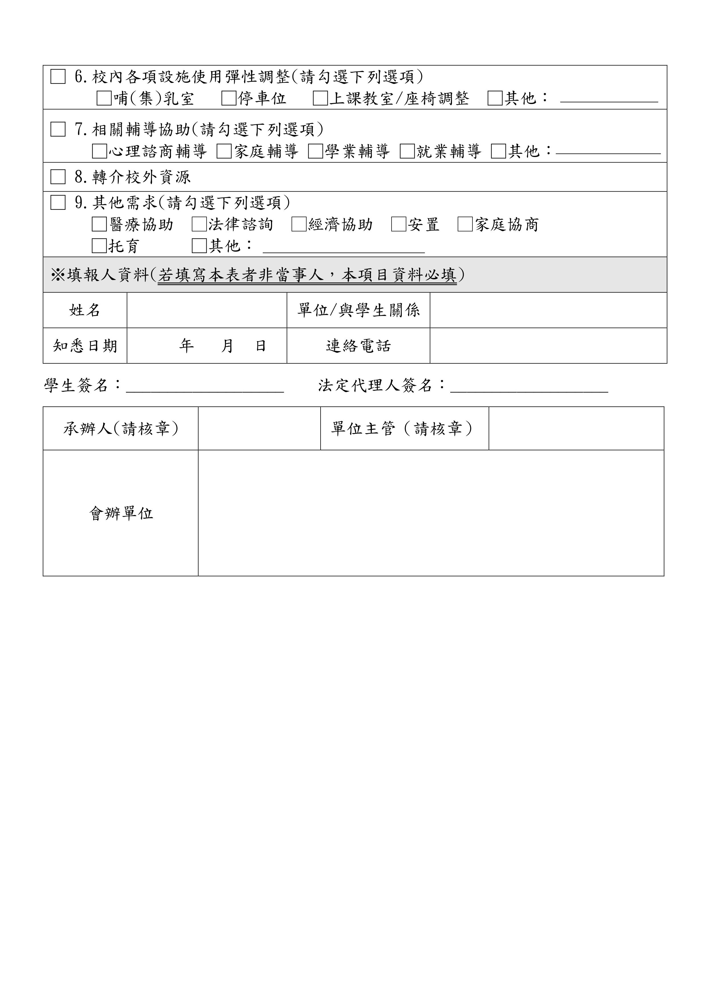 □ 6.校內各項設施使用彈性調整(請勾選下列選項)
□哺(集)乳室 □停車位 □上課教室/座椅調整 □其他：____________
□ 7.相關輔導協助(請勾選下列選項)
□心理諮商輔導 □家庭輔導 □學業輔導 □就業輔導 □其他：____________
□ 8.轉介校外資源
□ 9.其他需求(請勾選下列選項)
□醫療協助 □法律諮詢 □經濟協助 □安置 □家庭協商
□托育 □其他：____________________
※填報人資料(若填寫本表者非當事人，本項目資料必填)
姓名 單位/與學生關係
知悉日期 年 月 日 連絡電話
學生簽名：___________________ 法定代理人簽名：___________________
承辦人(請核章) 單位主管（請核章）
會辦單位